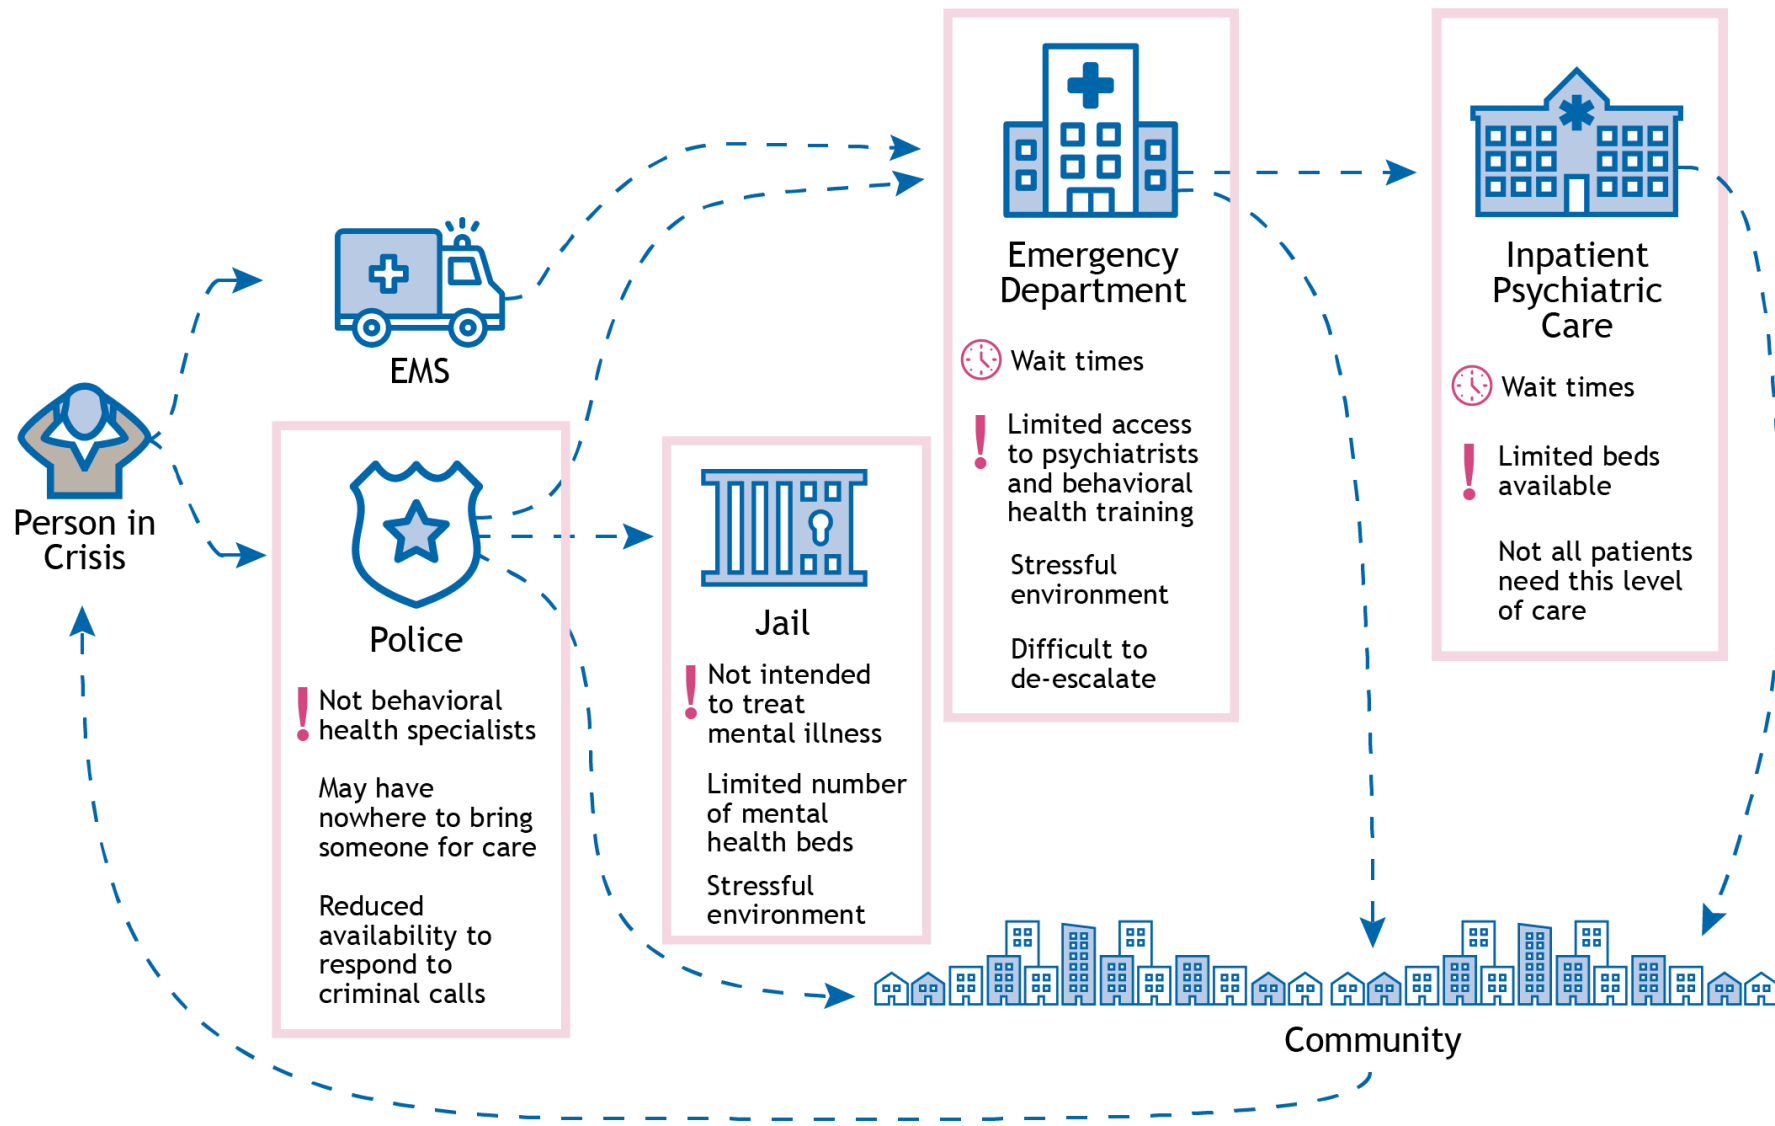 Person in
Crisis
EMS
Police
Not behavioral
health specialists
May have
nowhere to bring
someone for care
Reduced
availability to
respond to
criminal calls
Jail
Not intended
to treat
mental illness
Limited number
of mental
health beds
Stressful
environment
Emergency
Department
Wait times
Limited access
to psychiatrists
and behavioral
health training
Stressful
environment
Difficult to
de-escalate
Inpatient
Psychiatric
Care
Wait times
Limited beds
available
Not all patients
need this level
of care
Community